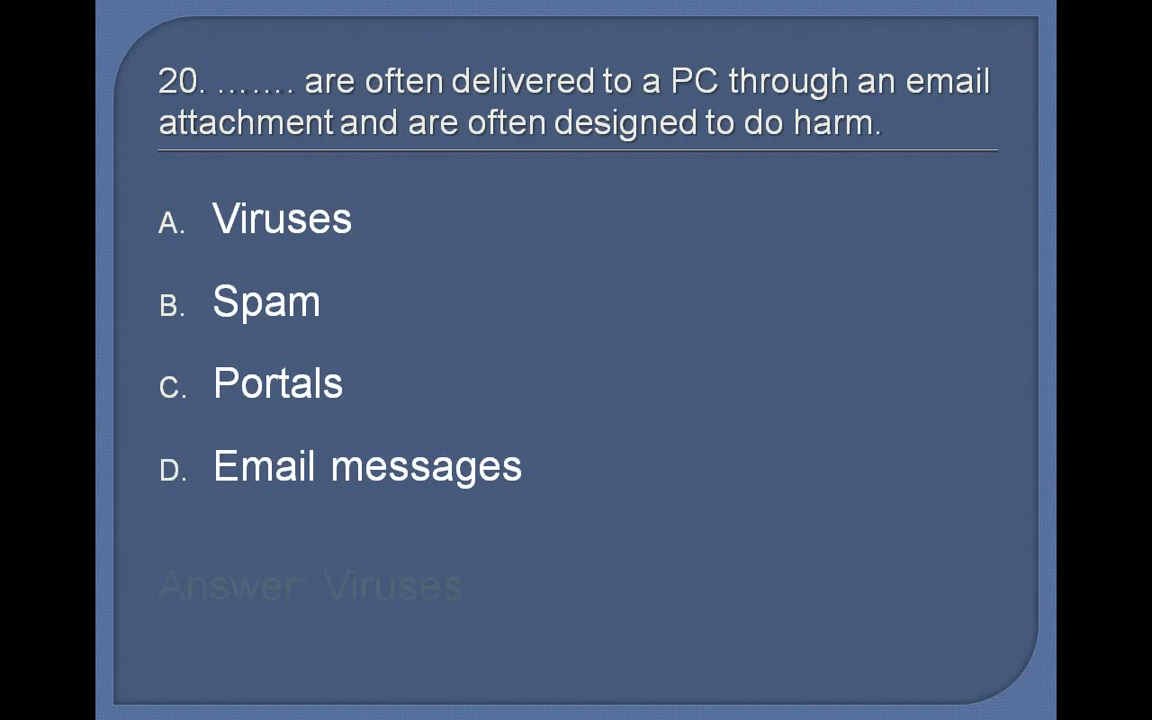 20. ……. are often delivered to a PC through an email
attachment and are often designed to do harm.
A. Viruses
B. Spam
C. Portals
D. Email messages
Answer: Viruses